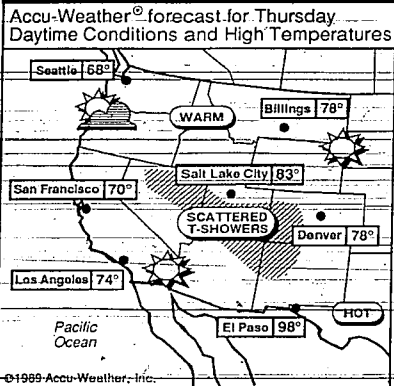 Accu-Weather® forecast for Thursday
Daytime Conditions and High Temperatures
Seattle 68°
WARM
Billings 78°
Salt Lake City 83°
San Francisco 70°
SCATTERED
T-SHOWERS
Denver 78°
Los Angeles 74°
HOT
El Paso 98°
Pacific
Ocean
©1989 Accu-Weather, Inc.